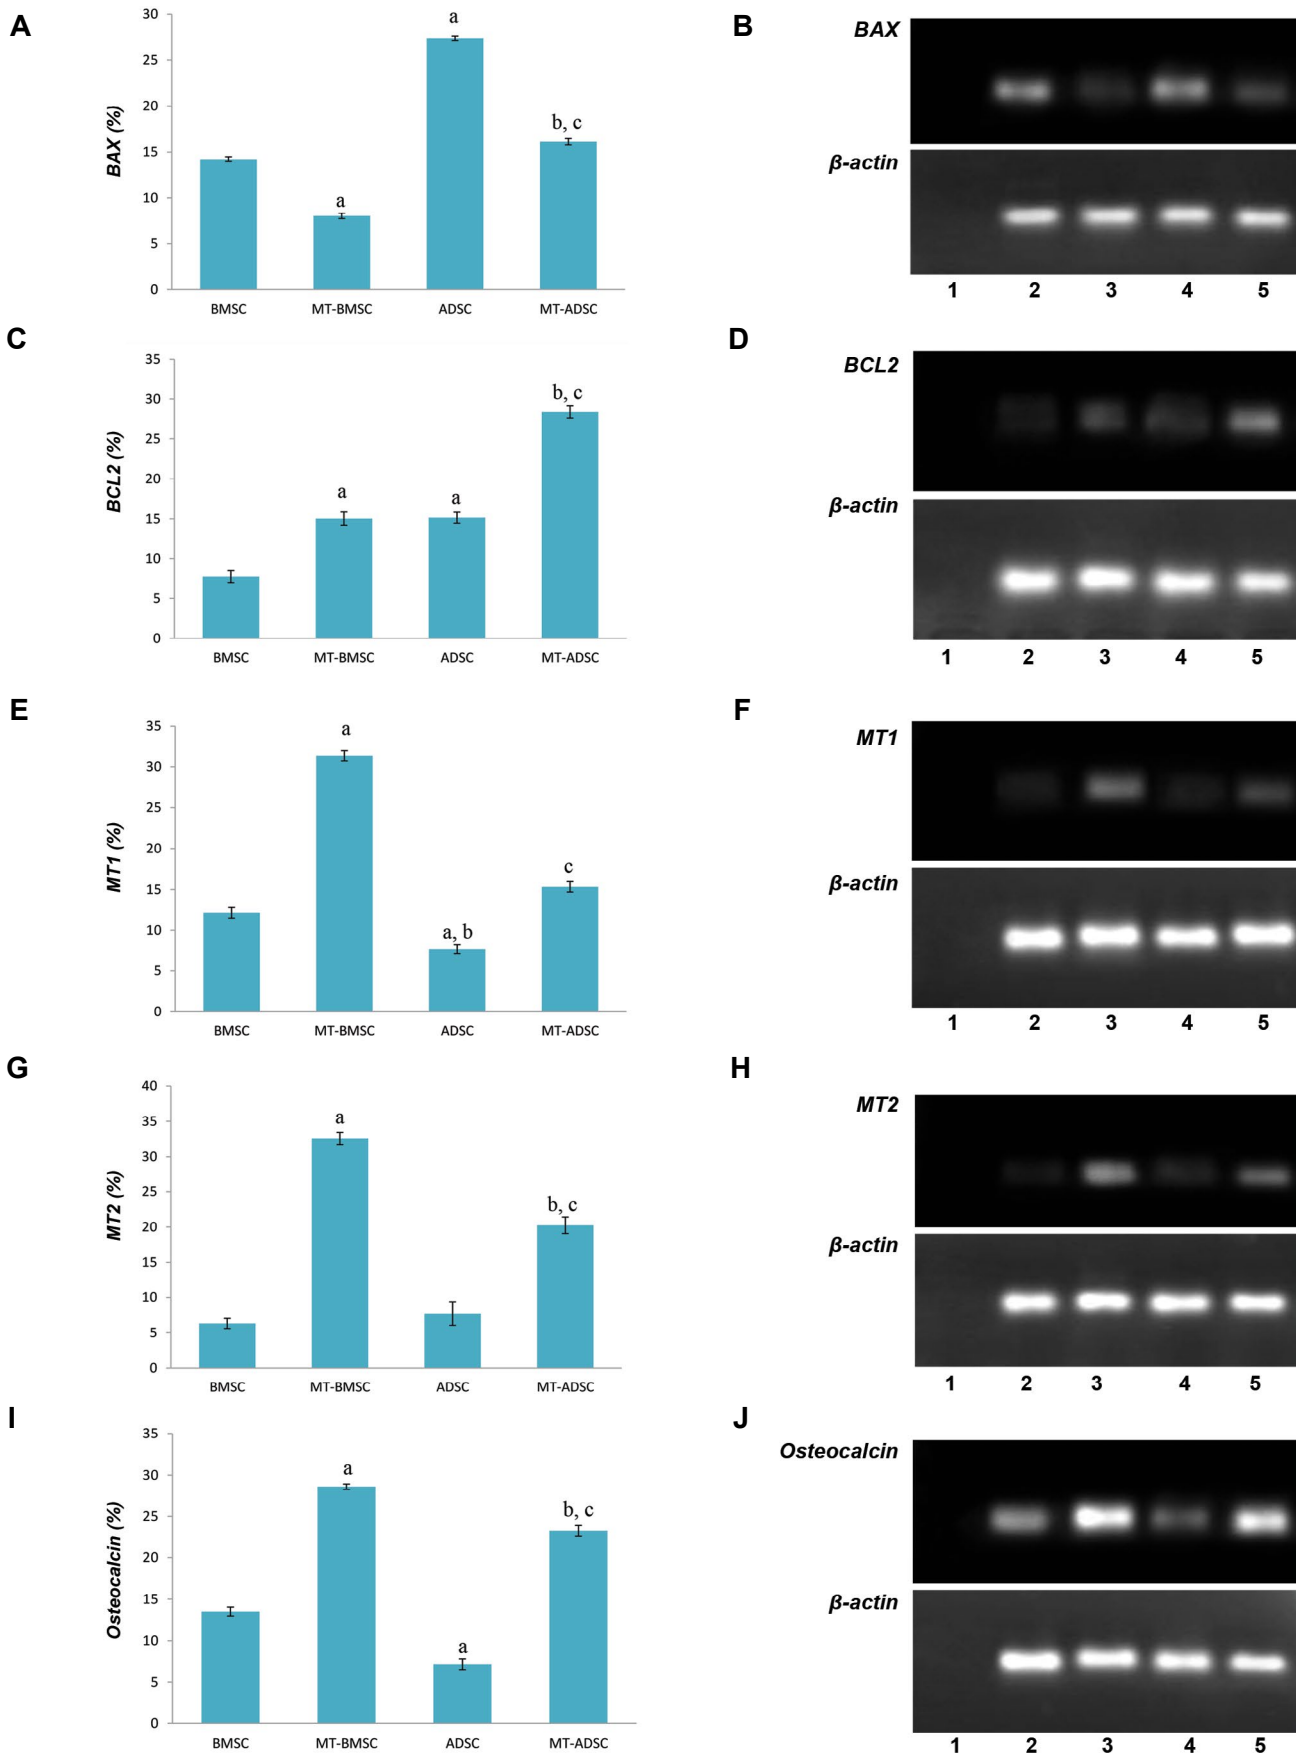 A
BAX (%)
30
25
20
15
10
5
0
a
a
b, c
BMSC MT-BMSC ADSC MT-ADSC
B
BAX
β-actin
1 2 3 4 5
C
BCL2 (%)
35
30
25
20
15
10
5
0
a
a
b, c
BMSC MT-BMSC ADSC MT-ADSC
D
BCL2
β-actin
1 2 3 4 5
E
MT1 (%)
35
30
25
20
15
10
5
0
a
a, b
c
BMSC MT-BMSC ADSC MT-ADSC
F
MT1
β-actin
1 2 3 4 5
G
MT2 (%)
40
35
30
25
20
15
10
5
0
a
b, c
BMSC MT-BMSC ADSC MT-ADSC
H
MT2
β-actin
1 2 3 4 5
I
Osteocalcin (%)
35
30
25
20
15
10
5
0
a
a
b, c
BMSC MT-BMSC ADSC MT-ADSC
J
Osteocalcin
β-actin
1 2 3 4 5